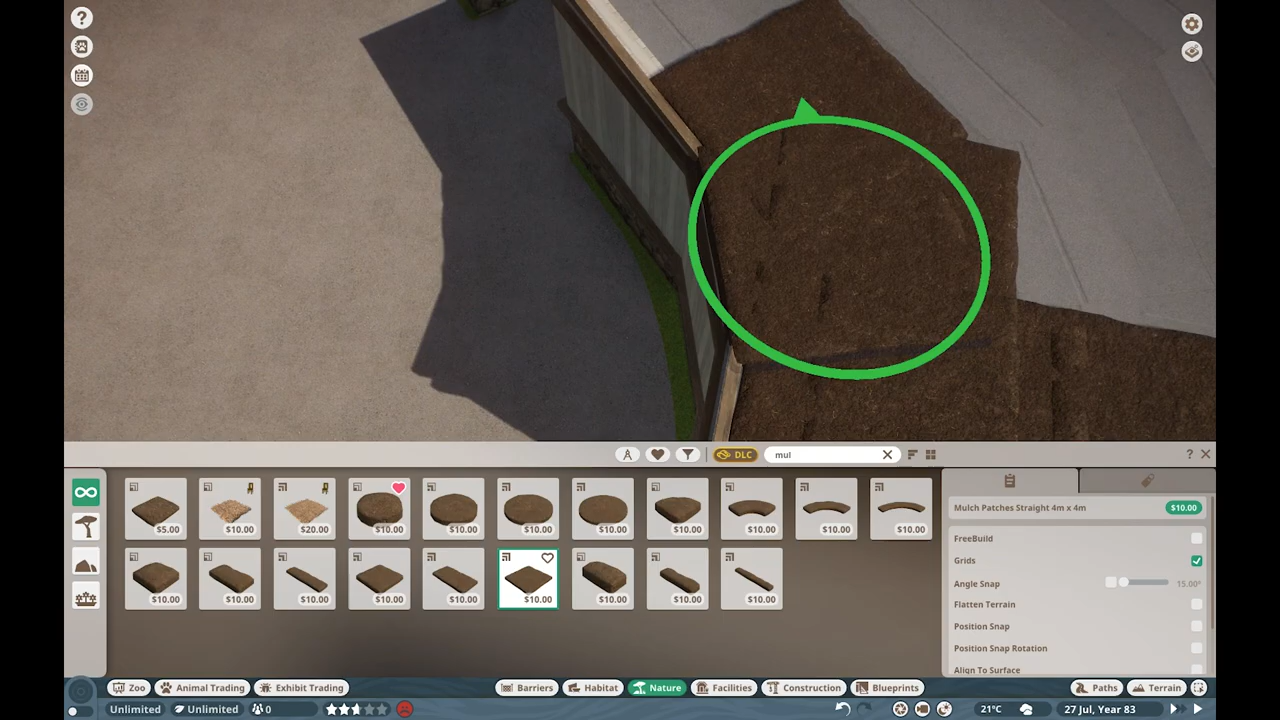 ?
DLC
mul
?
$5.00 $10.00 $20.00 $10.00 $10.00 $10.00 $10.00 $10.00 $10.00 $10.00 $10.00
$10.00 $10.00 $10.00 $10.00 $10.00 $10.00 $10.00 $10.00 $10.00
Mulch Patches Straight 4m x 4m $10.00
FreeBuild
Grids
Angle Snap 15.00°
Flatten Terrain
Position Snap
Position Snap Rotation
Align To Surface
Zoo Animal Trading Exhibit Trading Barriers Habitat Nature Facilities Construction Blueprints Paths Terrain
Unlimited Unlimited 0 21°C 27 Jul, Year 83